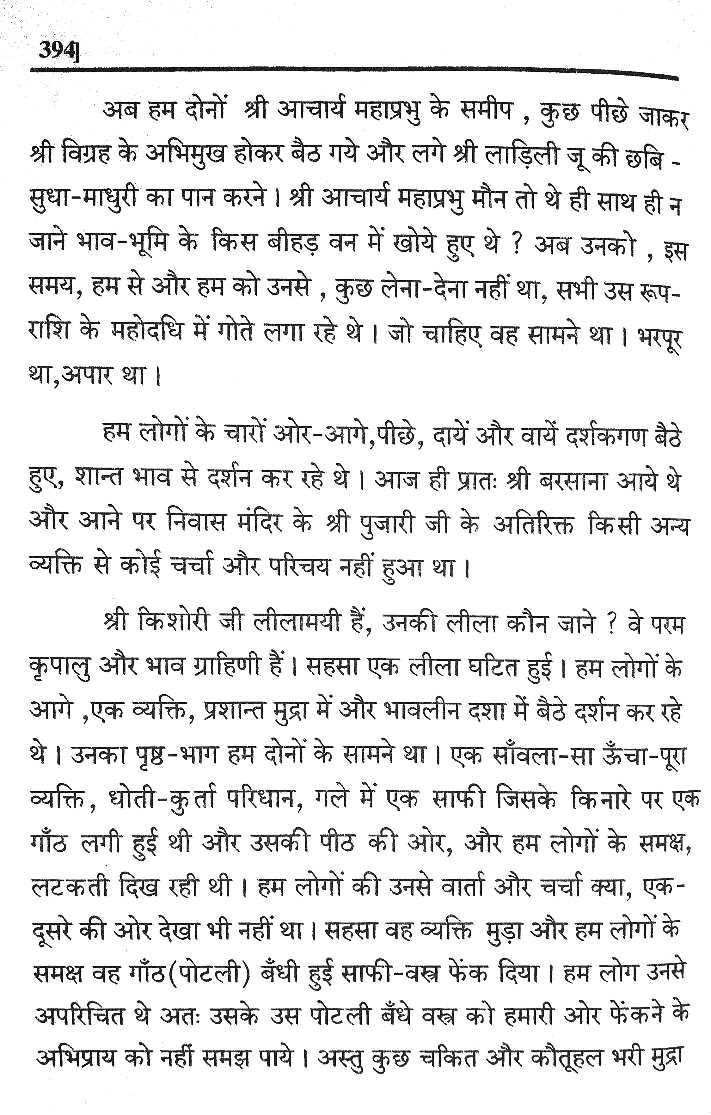 394]
अब हम दोनों श्री आचार्य महाप्रभु के समीप , कुछ पीछे जाकर
श्री विग्रह के अभिमुख होकर बैठ गये और लगे श्री लाड़िली जू की छबि -
सुधा-माधुरी का पान करने । श्री आचार्य महाप्रभु मौन तो थे ही साथ ही न
जाने भाव-भूमि के किस बीहड़ वन में खोये हुए थे ? अब उनको , इस
समय, हम से और हम को उनसे , कुछ लेना-देना नहीं था, सभी उस रूप-
राशि के महोदधि में गोते लगा रहे थे । जो चाहिए वह सामने था । भरपूर
था,अपार था ।
हम लोगों के चारों ओर-आगे,पीछे, दायें और वायें दर्शकगण बैठे
हुए, शान्त भाव से दर्शन कर रहे थे । आज ही प्रातः श्री बरसाना आये थे
और आने पर निवास मंदिर के श्री पुजारी जी के अतिरिक्त किसी अन्य
व्यक्ति से कोई चर्चा और परिचय नहीं हुआ था ।
श्री किशोरी जी लीलामयी हैं, उनकी लीला कौन जाने ? वे परम
कृपालु और भाव ग्राहिणी हैं । सहसा एक लीला घटित हुई । हम लोगों के
आगे ,एक व्यक्ति, प्रशान्त मुद्रा में और भावलीन दशा में बैठे दर्शन कर रहे
थे । उनका पृष्ठ-भाग हम दोनों के सामने था । एक साँवला-सा ऊँचा-पूरा
व्यक्ति, धोती-कुर्ता परिधान, गले में एक साफी जिसके किनारे पर एक
गाँठ लगी हुई थी और उसकी पीठ की ओर, और हम लोगों के समक्ष,
लटकती दिख रही थी । हम लोगों की उनसे वार्ता और चर्चा क्या, एक-
दूसरे की ओर देखा भी नहीं था । सहसा वह व्यक्ति मुड़ा और हम लोगों के
समक्ष वह गाँठ(पोटली) बँधी हुई साफी-वस्त्र फेंक दिया । हम लोग उनसे
अपरिचित थे अतः उसके उस पोटली बँधे वस्त्र को हमारी ओर फेंकने के
अभिप्राय को नहीं समझ पाये । अस्तु कुछ चकित और कौतूहल भरी मुद्रा